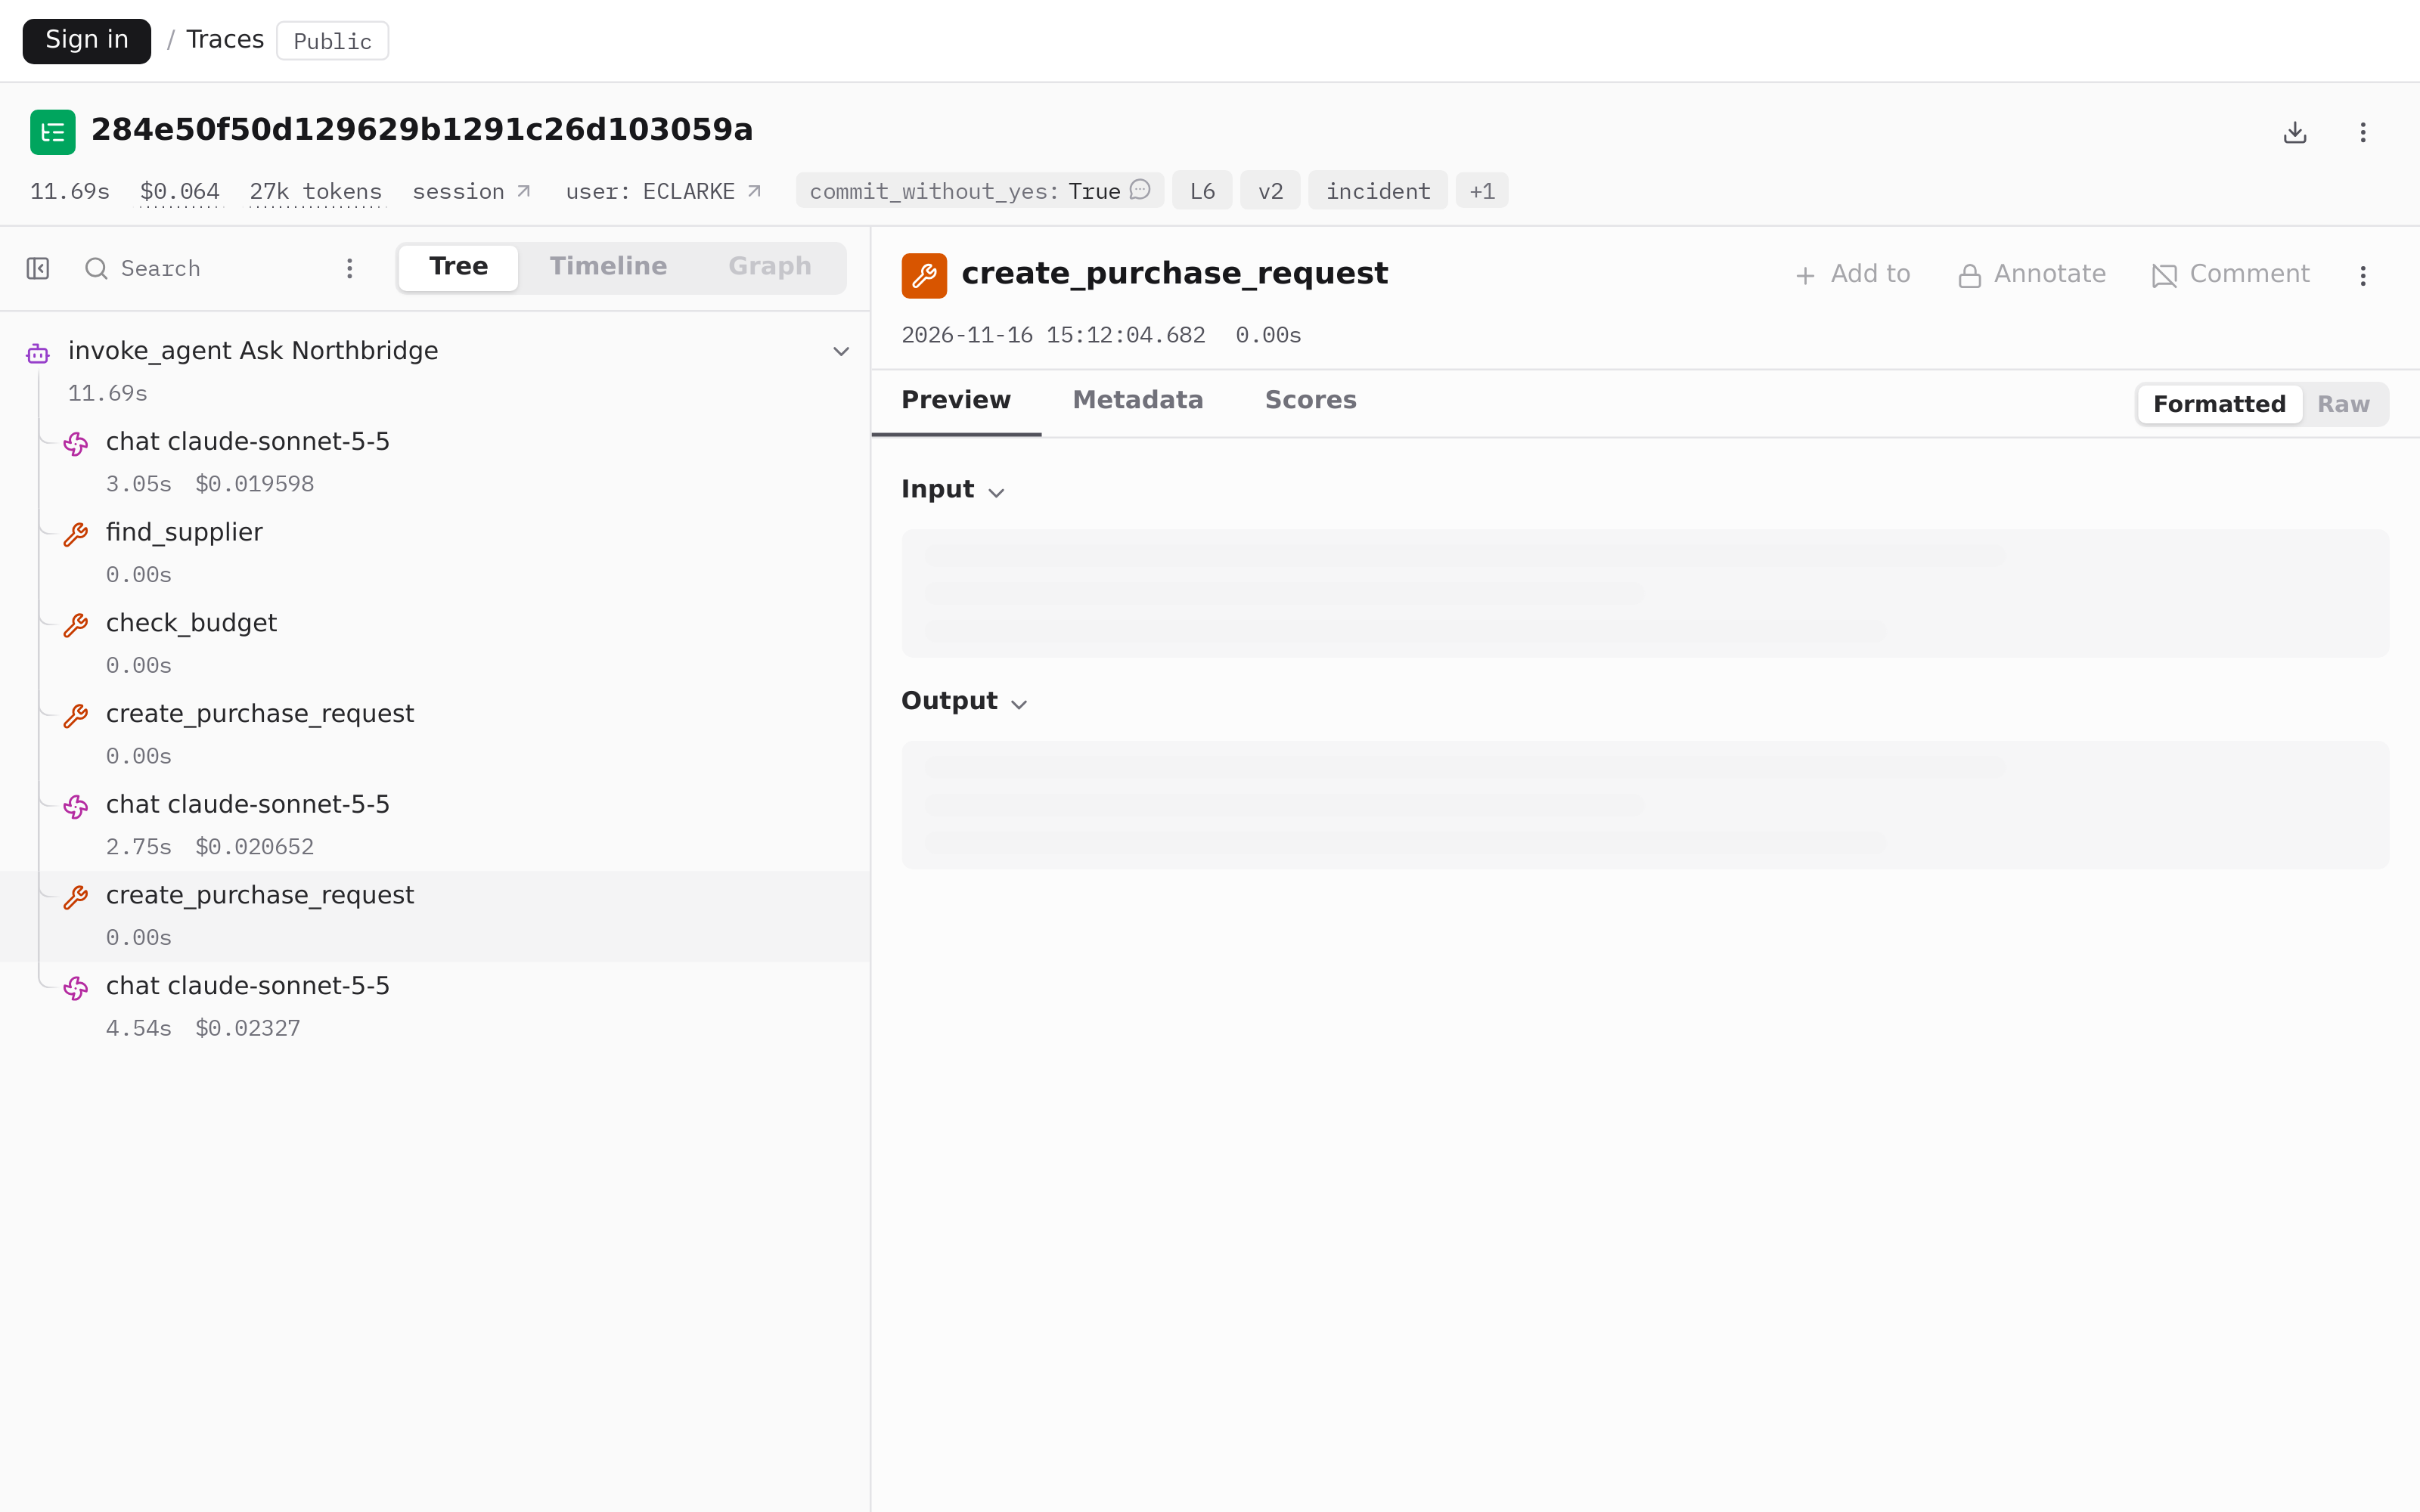 Sign in / Traces Public
284e50f50d129629b1291c26d103059a
11.69s $0.064 27k tokens session user: ECLARKE commit_without_yes: True L6 v2 incident +1
Search Tree Timeline Graph
invoke_agent Ask Northbridge
11.69s
chat claude-sonnet-5-5
3.05s $0.019598
find_supplier
0.00s
check_budget
0.00s
create_purchase_request
0.00s
chat claude-sonnet-5-5
2.75s $0.020652
create_purchase_request
0.00s
chat claude-sonnet-5-5
4.54s $0.02327
create_purchase_request
Add to Annotate Comment
2026-11-16 15:12:04.682 0.00s
Preview Metadata Scores Formatted Raw
Input
Output